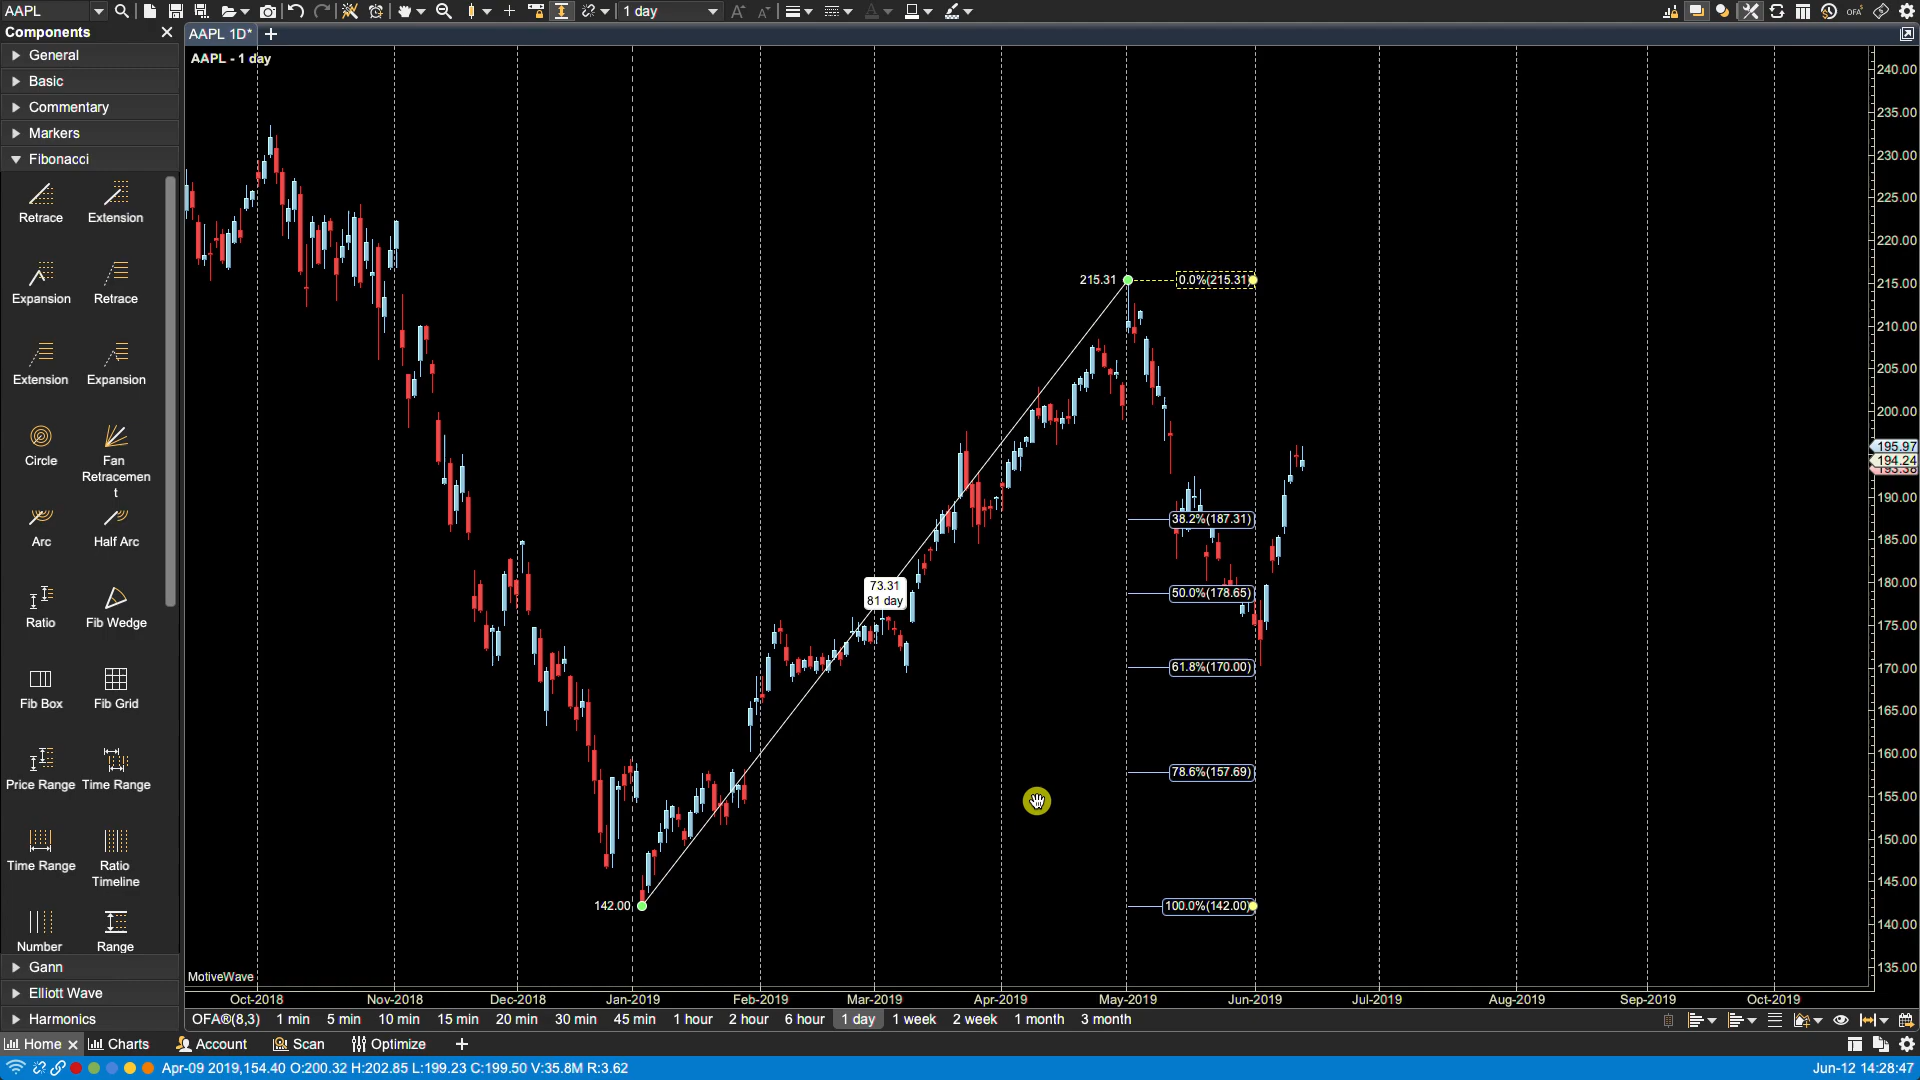 AAPL
1 day
Components
General
Basic
Commentary
Markers
Fibonacci
Retrace
Extension
Expansion
Retrace
Extension
Expansion
Circle
Fan
Retracemen
t
Arc
Half Arc
Ratio
Fib Wedge
Fib Box
Fib Grid
Price Range
Time Range
Time Range
Ratio
Timeline
Number
Range
Gann
Elliott Wave
Harmonics
AAPL 1D*
AAPL - 1 day
215.31
0.0%(215.31)
38.2%(187.31)
73.31
81 day
50.0%(178.65)
61.8%(170.00)
78.6%(157.69)
142.00
100.0%(142.00)
MotiveWave
240.00
235.00
230.00
225.00
220.00
215.00
210.00
205.00
200.00
195.97
194.24
190.00
185.00
180.00
175.00
170.00
165.00
160.00
155.00
150.00
145.00
140.00
135.00
Oct-2018
Nov-2018
Dec-2018
Jan-2019
Feb-2019
Mar-2019
Apr-2019
May-2019
Jun-2019
Jul-2019
Aug-2019
Sep-2019
Oct-2019
OFA®(8,3) 1 min 5 min 10 min 15 min 20 min 30 min 45 min 1 hour 2 hour 6 hour 1 day 1 week 2 week 1 month 3 month
Home Charts Account Scan Optimize
Apr-09 2019,154.40 O:200.32 H:202.85 L:199.23 C:199.50 V:35.8M R:3.62
Jun-12 14:28:47